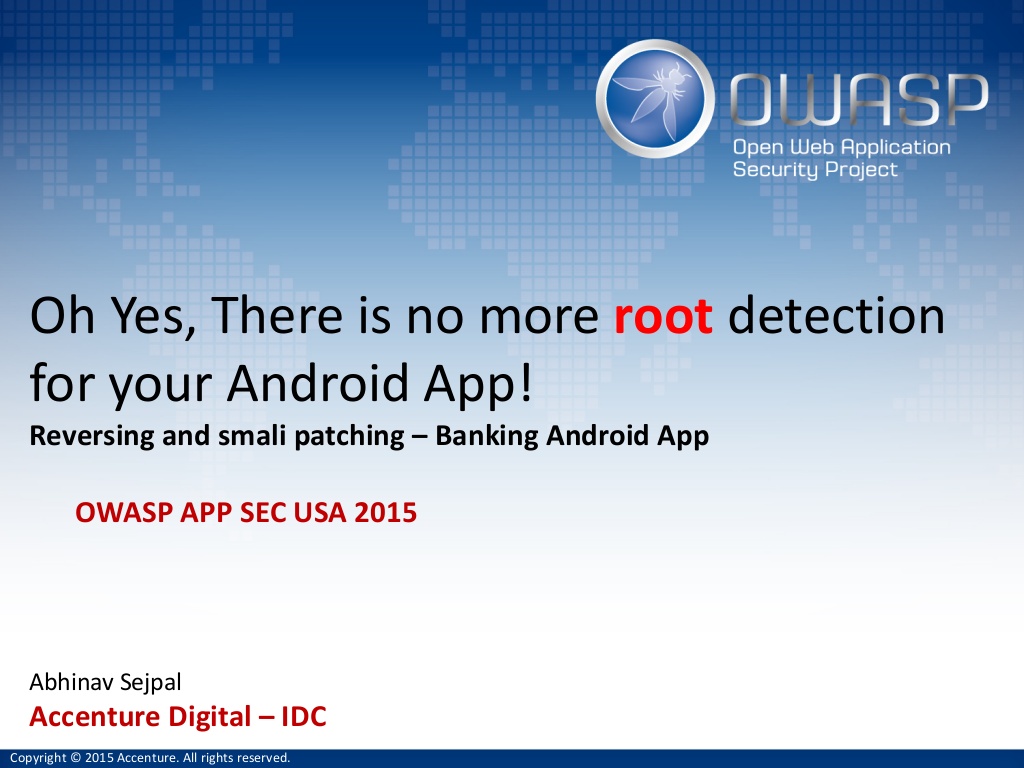 OWASP
Open Web Application
Security Project
Oh Yes, There is no more root detection
for your Android App!
Reversing and smali patching – Banking Android App
OWASP APP SEC USA 2015
Abhinav Sejpal
Accenture Digital – IDC
Copyright © 2015 Accenture. All rights reserved.